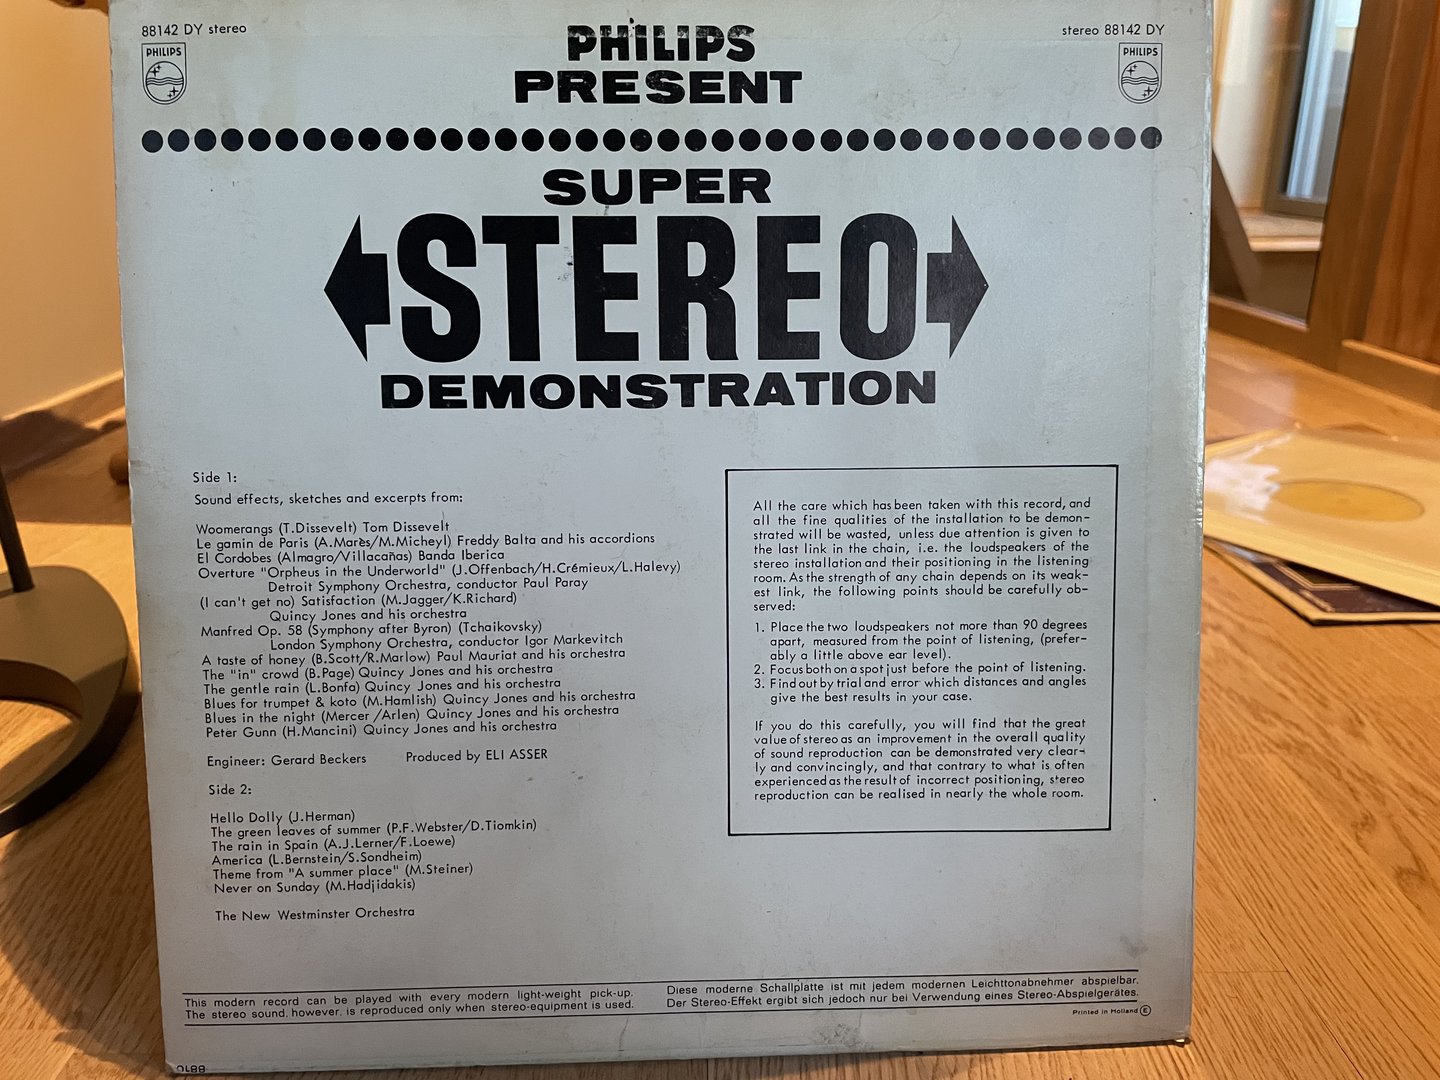 88142 DY stereo
PHILIPS
PHILIPS
PRESENT
stereo 88142 DY
PHILIPS
SUPER
STEREO
DEMONSTRATION
Side 1:
Sound effects, sketches and excerpts from:
Woomerangs (T.Dissevelt) Tom Dissevelt
Le gamin de Paris (A.Marès/M.Micheyl) Freddy Balta and his accordions
El Cordobes (Almagro/Villacañas) Banda Iberica
Overture "Orpheus in the Underworld" (J.Offenbach/H.Crémieux/L.Halevy)
Detroit Symphony Orchestra, conductor Paul Paray
(I can't get no) Satisfaction (M.Jagger/K.Richard)
Quincy Jones and his orchestra
Manfred Op. 58 (Symphony after Byron) (Tchaikovsky)
London Symphony Orchestra, conductor Igor Markevitch
A taste of honey (B.Scott/R.Marlow) Paul Mauriat and his orchestra
The "in" crowd (B.Page) Quincy Jones and his orchestra
The gentle rain (L.Bonfa) Quincy Jones and his orchestra
Blues for trumpet & koto (M.Hamlish) Quincy Jones and his orchestra
Blues in the night (Mercer /Arlen) Quincy Jones and his orchestra
Peter Gunn (H.Mancini) Quincy Jones and his orchestra
Engineer: Gerard Beckers Produced by ELI ASSER
Side 2:
Hello Dolly (J.Herman)
The green leaves of summer (P.F.Webster/D.Tiomkin)
The rain in Spain (A.J.Lerner/F.Loewe)
America (L.Bernstein/S.Sondheim)
Theme from "A summer place" (M.Steiner)
Never on Sunday (M.Hadjidakis)
The New Westminster Orchestra
All the care which has been taken with this record, and
all the fine qualities of the installation to be demon-
strated will be wasted, unless due attention is given to
the last link in the chain, i.e. the loudspeakers of the
stereo installation and their positioning in the listening
room. As the strength of any chain depends on its weak-
est link, the following points should be carefully ob-
served:
1. Place the two loudspeakers not more than 90 degrees
apart, measured from the point of listening, (prefer-
ably a little above ear level).
2. Focus both on a spot just before the point of listening.
3. Find out by trial and error which distances and angles
give the best results in your case.
If you do this carefully, you will find that the great
value of stereo as an improvement in the overall quality
of sound reproduction can be demonstrated very clear-
ly and convincingly, and that contrary to what is often
experienced as the result of incorrect positioning, stereo
reproduction can be realised in nearly the whole room.
This modern record can be played with every modern light-weight pick-up.
The stereo sound, however, is reproduced only when stereo-equipment is used.
Diese moderne Schallplatte ist mit jedem modernen Leichttonabnehmer abspielbar.
Der Stereo-Effekt ergibt sich jedoch nur bei Verwendung eines Stereo-Abspielgerätes.
Printed in Holland E